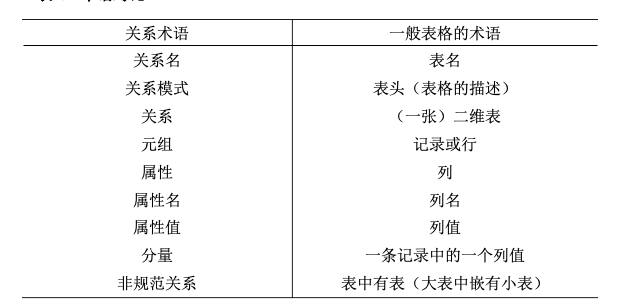 关系术语 一般表格的术语
关系名 表名
关系模式 表头（表格的描述）
关系 （一张）二维表
元组 记录或行
属性 列
属性名 列名
属性值 列值
分量 一条记录中的一个列值
非规范关系 表中有表（大表中嵌有小表）